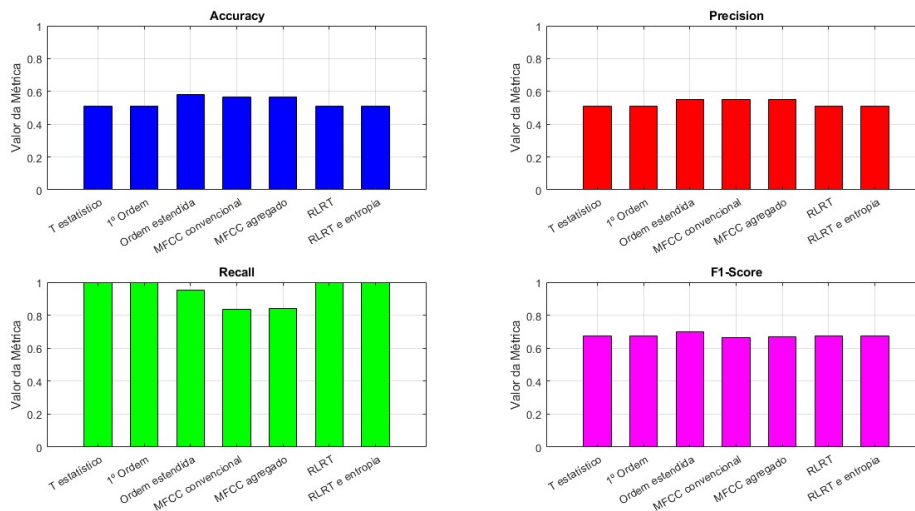 Accuracy
Valor da Métrica
1
0.8
0.6
0.4
0.2
0
T estatístico
1º Ordem
Ordem estendida
MFCC convencional
MFCC agregado
RLRT
RLRT e entropia
Precision
Valor da Métrica
1
0.8
0.6
0.4
0.2
0
T estatístico
1º Ordem
Ordem estendida
MFCC convencional
MFCC agregado
RLRT
RLRT e entropia
Recall
Valor da Métrica
1
0.8
0.6
0.4
0.2
0
T estatístico
1º Ordem
Ordem estendida
MFCC convencional
MFCC agregado
RLRT
RLRT e entropia
F1-Score
Valor da Métrica
1
0.8
0.6
0.4
0.2
0
T estatístico
1º Ordem
Ordem estendida
MFCC convencional
MFCC agregado
RLRT
RLRT e entropia